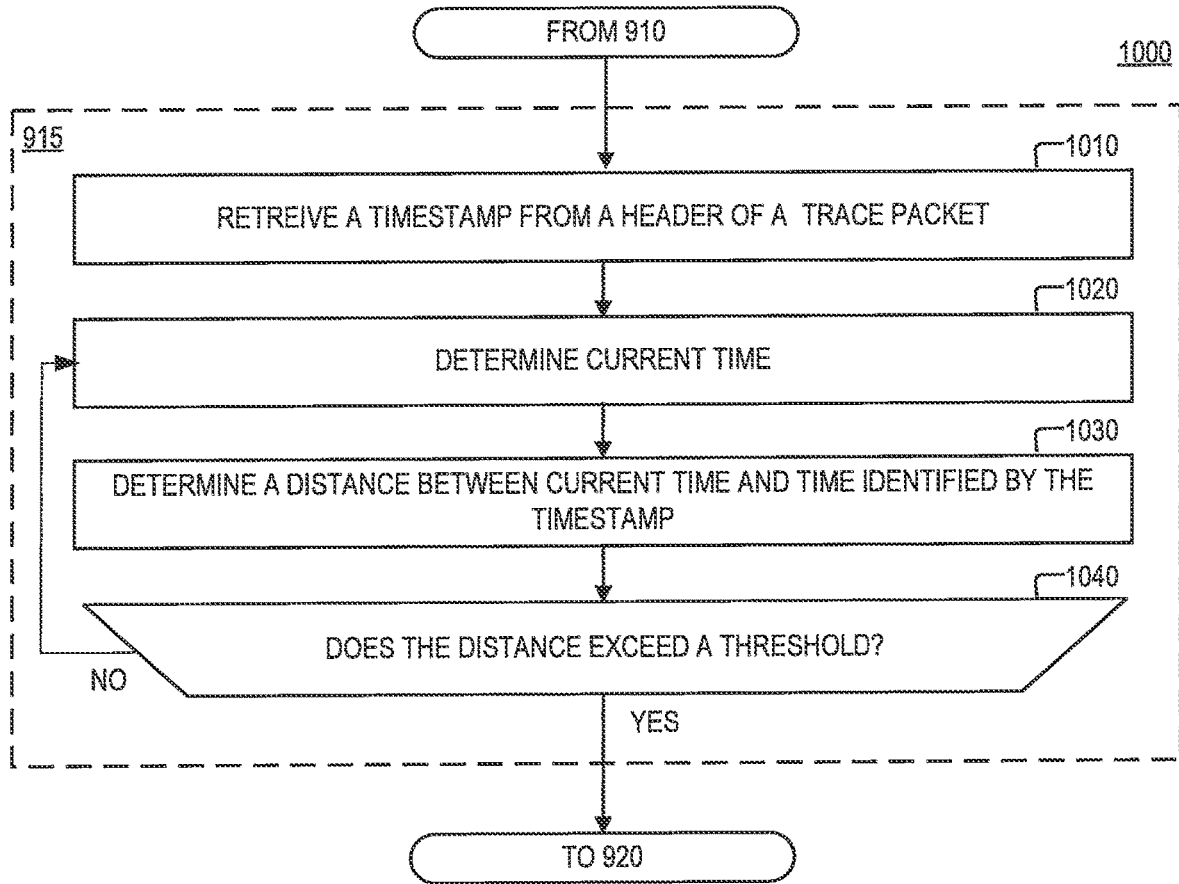 FROM 910
1000
915
1010
RETREIVE A TIMESTAMP FROM A HEADER OF A TRACE PACKET
1020
DETERMINE CURRENT TIME
1030
DETERMINE A DISTANCE BETWEEN CURRENT TIME AND TIME IDENTIFIED BY THE
TIMESTAMP
1040
DOES THE DISTANCE EXCEED A THRESHOLD?
NO
YES
TO 920